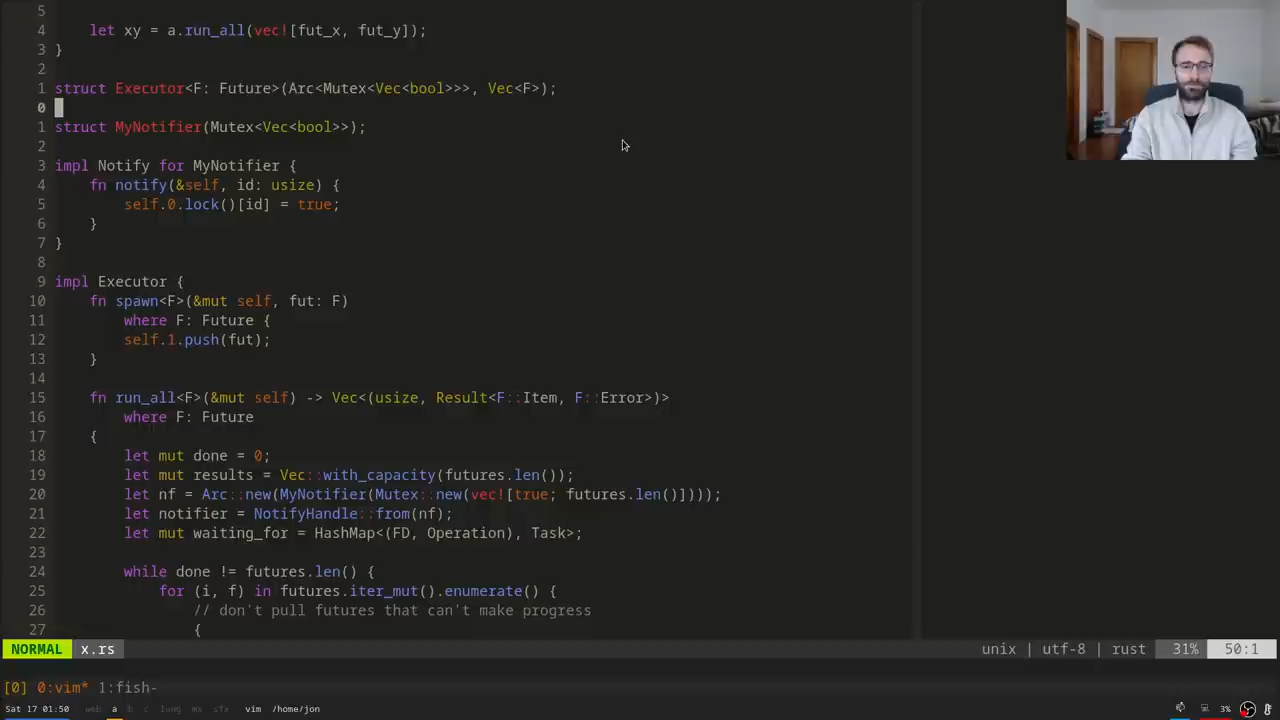 5
4     let xy = a.run_all(vec![fut_x, fut_y]);
3 }
2
1 struct Executor<F: Future>(Arc<Mutex<Vec<bool>>>, Vec<F>);
0
1 struct MyNotifier(Mutex<Vec<bool>>);
2
3 impl Notify for MyNotifier {
4     fn notify(&self, id: usize) {
5         self.0.lock()[id] = true;
6     }
7 }
8
9 impl Executor {
10     fn spawn<F>(&mut self, fut: F)
11         where F: Future {
12         self.1.push(fut);
13     }
14
15     fn run_all<F>(&mut self) -> Vec<(usize, Result<F::Item, F::Error>)>
16         where F: Future
17     {
18         let mut done = 0;
19         let mut results = Vec::with_capacity(futures.len());
20         let nf = Arc::new(MyNotifier(Mutex::new(vec![true; futures.len()])));
21         let notifier = NotifyHandle::from(nf);
22         let mut waiting_for = HashMap<(FD, Operation), Task>;
23
24         while done != futures.len() {
25             for (i, f) in futures.iter_mut().enumerate() {
26                 // don't pull futures that can't make progress
27                 {
NORMAL x.rs unix | utf-8 | rust 31% 50:1
[0] 0:vim* 1:fish-
Sat 17 01:50 web a b c lung mx sfx vim /home/jon 3%